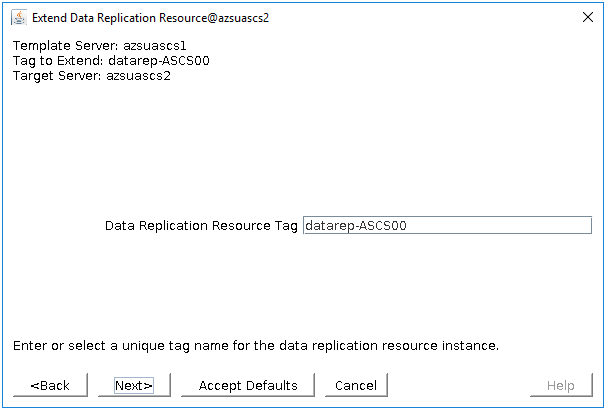 Extend Data Replication Resource@azsuascs2
Template Server: azsuascs1
Tag to Extend: datarep-ASCS00
Target Server: azsuascs2
Data Replication Resource Tag datarep-ASCS00
Enter or select a unique tag name for the data replication resource instance.
<Back Next> Accept Defaults Cancel Help